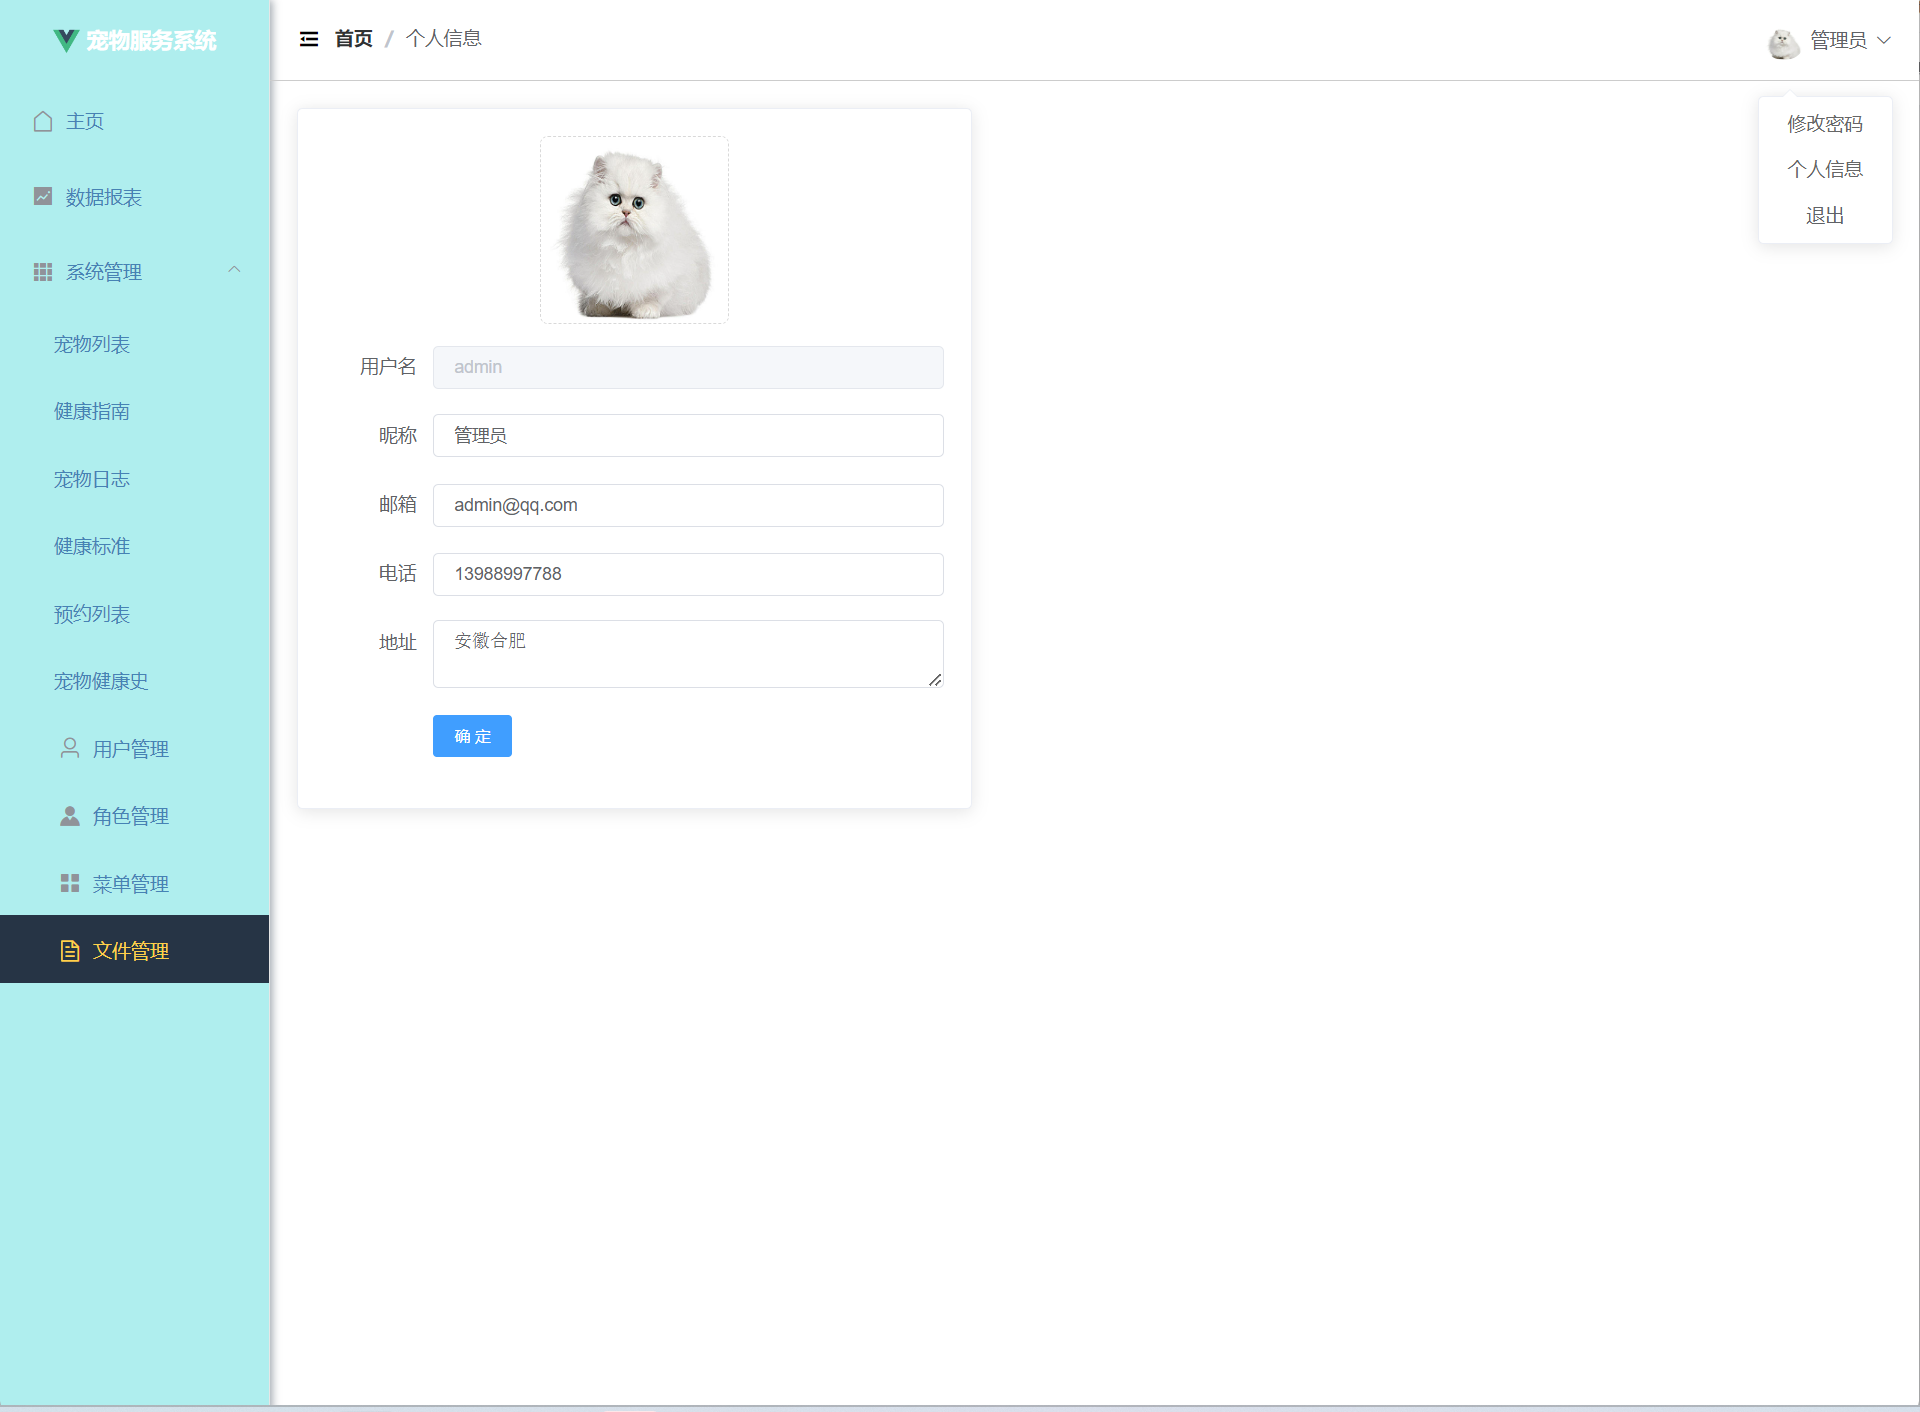 宠物服务系统
首页 / 个人信息
管理员
主页
数据报表
系统管理
宠物列表
健康指南
宠物日志
健康标准
预约列表
宠物健康史
用户管理
角色管理
菜单管理
文件管理
修改密码
个人信息
退出
用户名
admin
昵称
管理员
邮箱
admin@qq.com
电话
13988997788
地址
安徽合肥
确 定